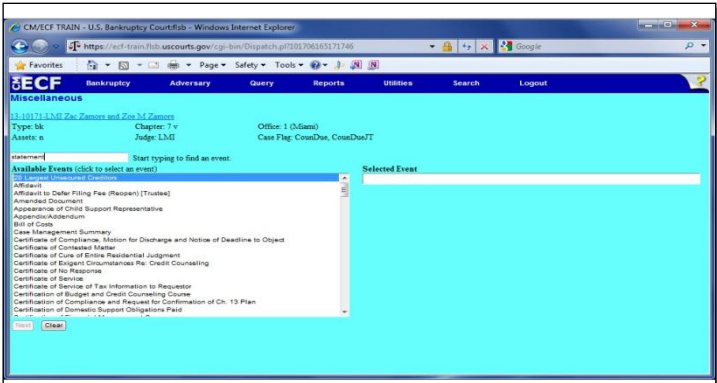 CM/ECF TRAIN - U.S. Bankruptcy Court:flsb - Windows Internet Explorer
https://ecf-train.flsb.uscourts.gov/cgi-bin/Dispatch.pl?101706165171746
Google
Favorites Page Safety Tools
ECF Bankruptcy Adversary Query Reports Utilities Search Logout ?
Miscellaneous
13-10171-LMI Zac Zamora and Zoe M Zamora
Type: bk Chapter: 7 v Office: 1 (Miami)
Assets: n Judge: LMI Case Flag: CounDue, CounDueJT
statement Start typing to find an event.
Available Events (click to select an event) Selected Event
20 Largest Unsecured Creditors
Affidavit
Affidavit to Defer Filing Fee (Reopen) [Trustee]
Amended Document
Appearance of Child Support Representative
Appendix/Addendum
Bill of Costs
Case Management Summary
Certificate of Compliance, Motion for Discharge and Notice of Deadline to Object
Certificate of Contested Matter
Certificate of Cure of Entire Residential Judgment
Certificate of Exigent Circumstances Re: Credit Counseling
Certificate of No Response
Certificate of Service
Certificate of Service of Tax Information to Requestor
Certification of Budget and Credit Counseling Course
Certification of Compliance and Request for Confirmation of Ch. 13 Plan
Certification of Domestic Support Obligations Paid
Next Clear